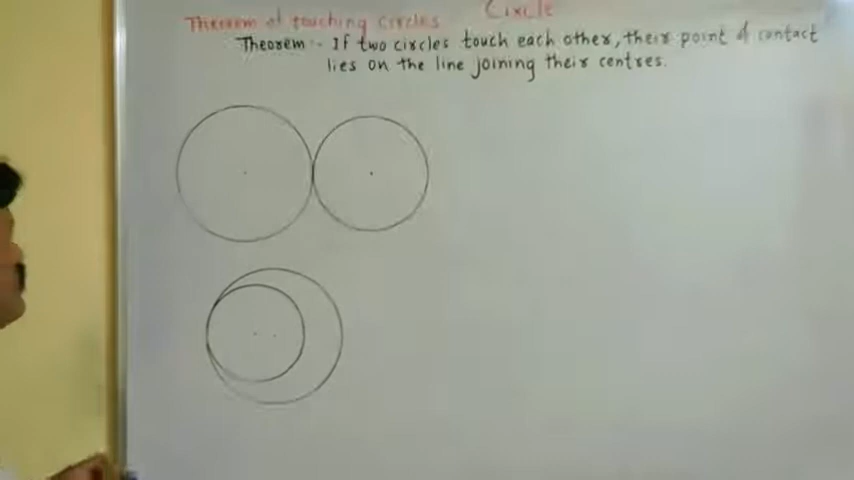 Circle
Theorem of touching circles
Theorem :- If two circles touch each other, their point of contact
lies on the line joining their centres.